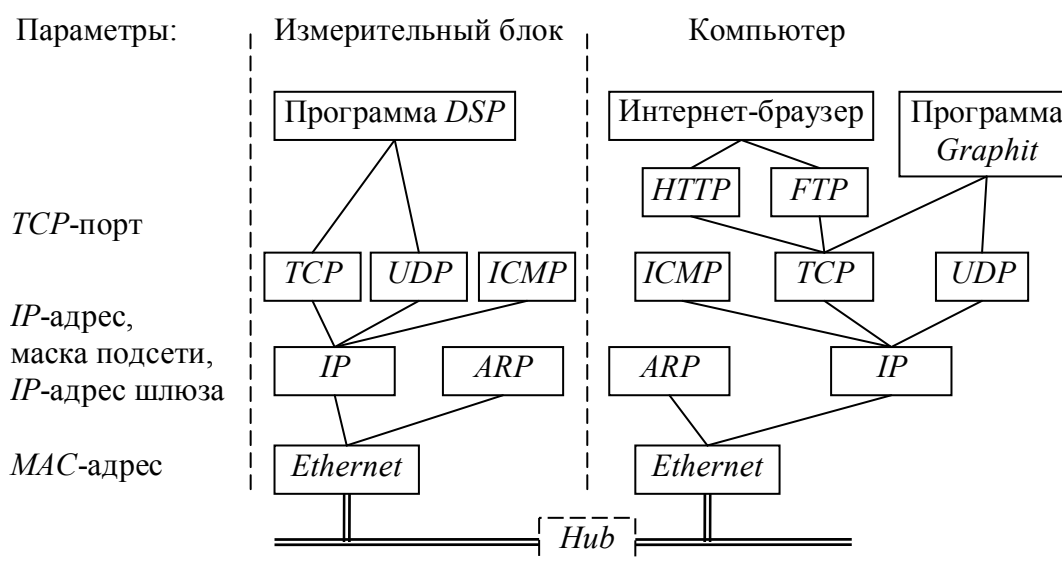 Параметры: Измерительный блок Компьютер
Программа DSP Интернет-браузер Программа
Graphit
HTTP FTP
TCP-порт
TCP UDP ICMP ICMP TCP UDP
IP-адрес,
маска подсети,
IP-адрес шлюза
IP ARP ARP IP
MAC-адрес Ethernet Ethernet
Hub